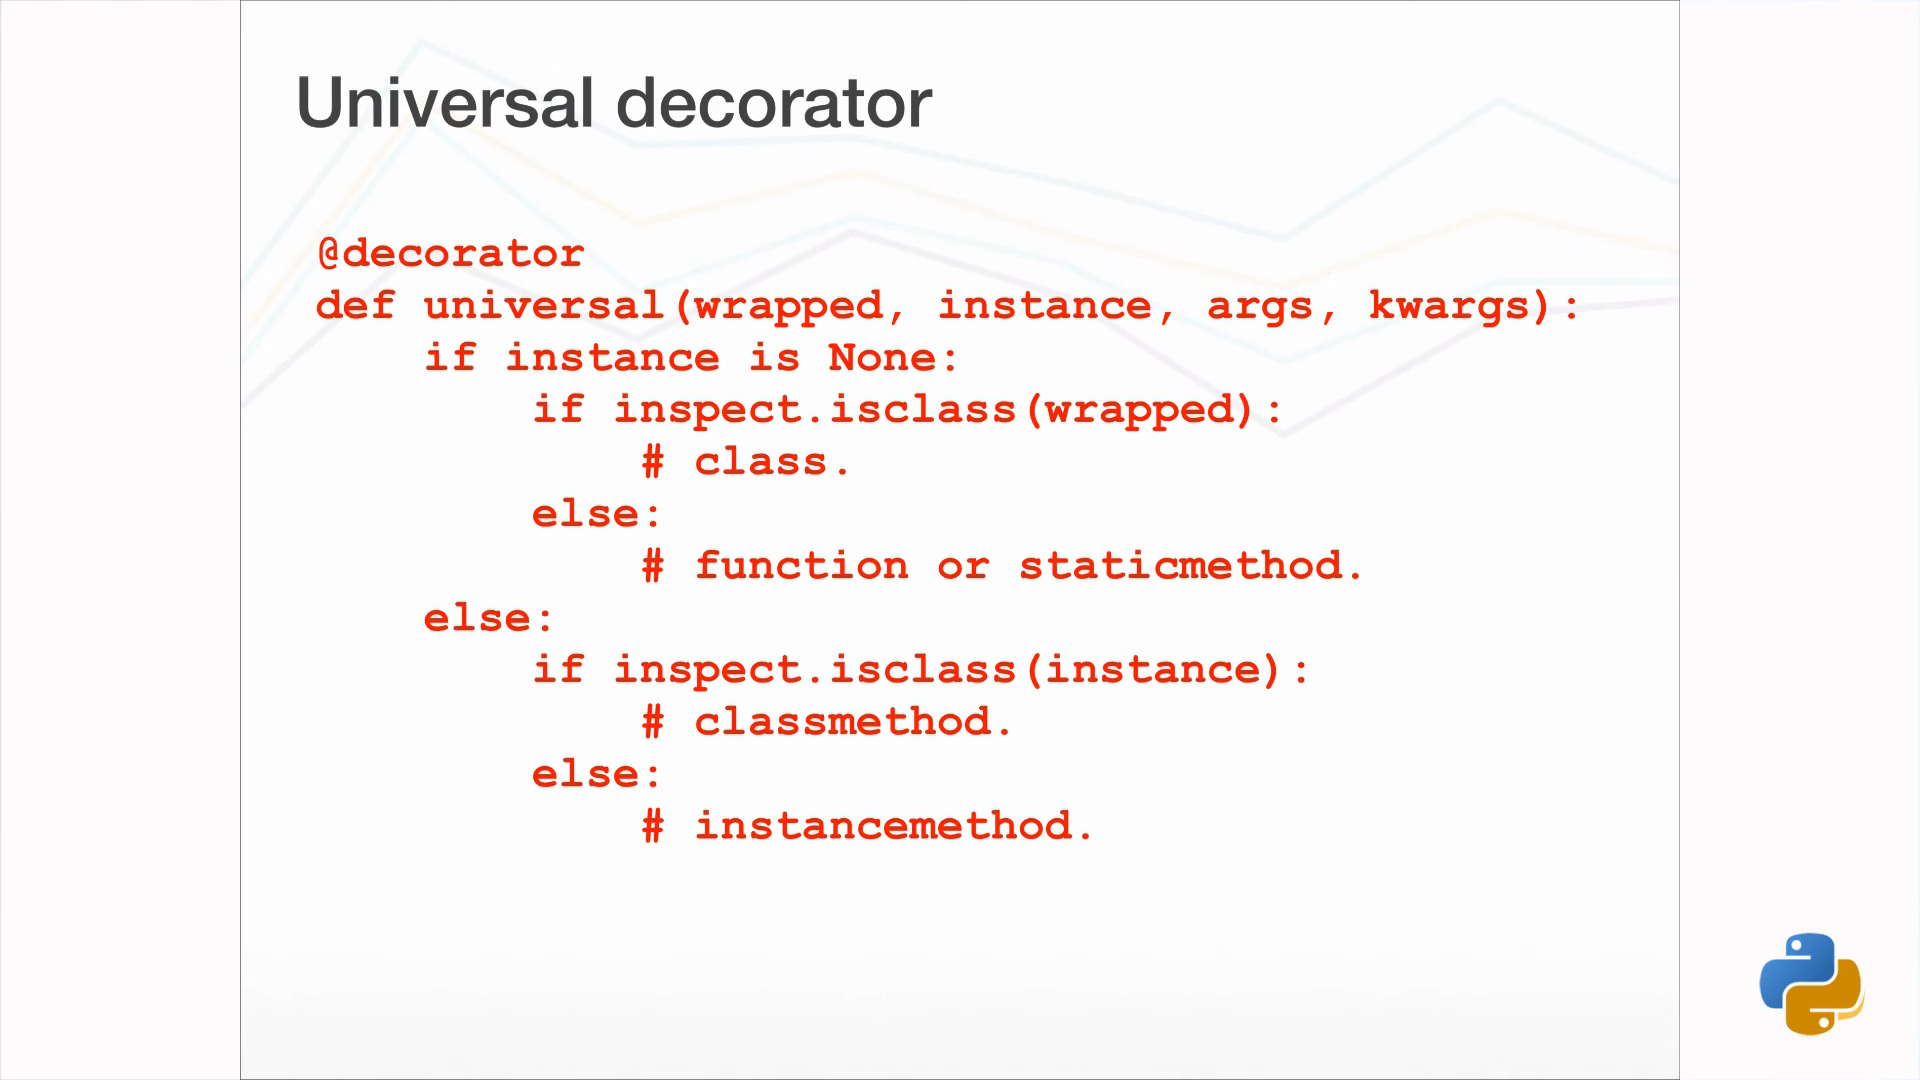 Universal decorator
@decorator
def universal(wrapped, instance, args, kwargs):
    if instance is None:
        if inspect.isclass(wrapped):
            # class.
        else:
            # function or staticmethod.
    else:
        if inspect.isclass(instance):
            # classmethod.
        else:
            # instancemethod.